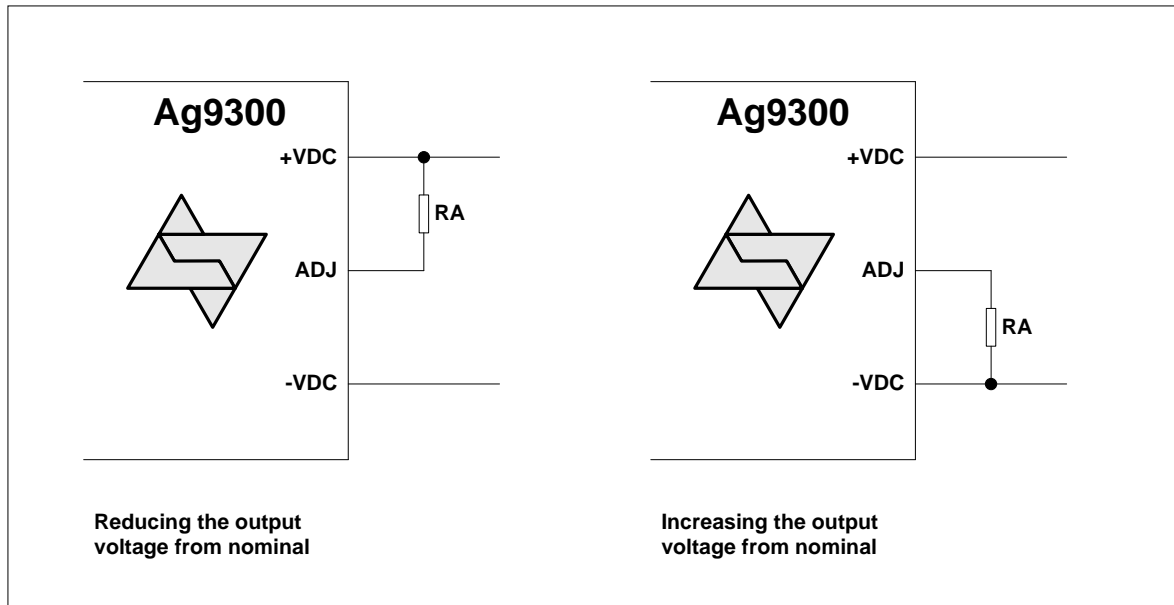 Ag9300
+VDC
RA
ADJ
-VDC
Reducing the output
voltage from nominal
Ag9300
+VDC
ADJ
RA
-VDC
Increasing the output
voltage from nominal